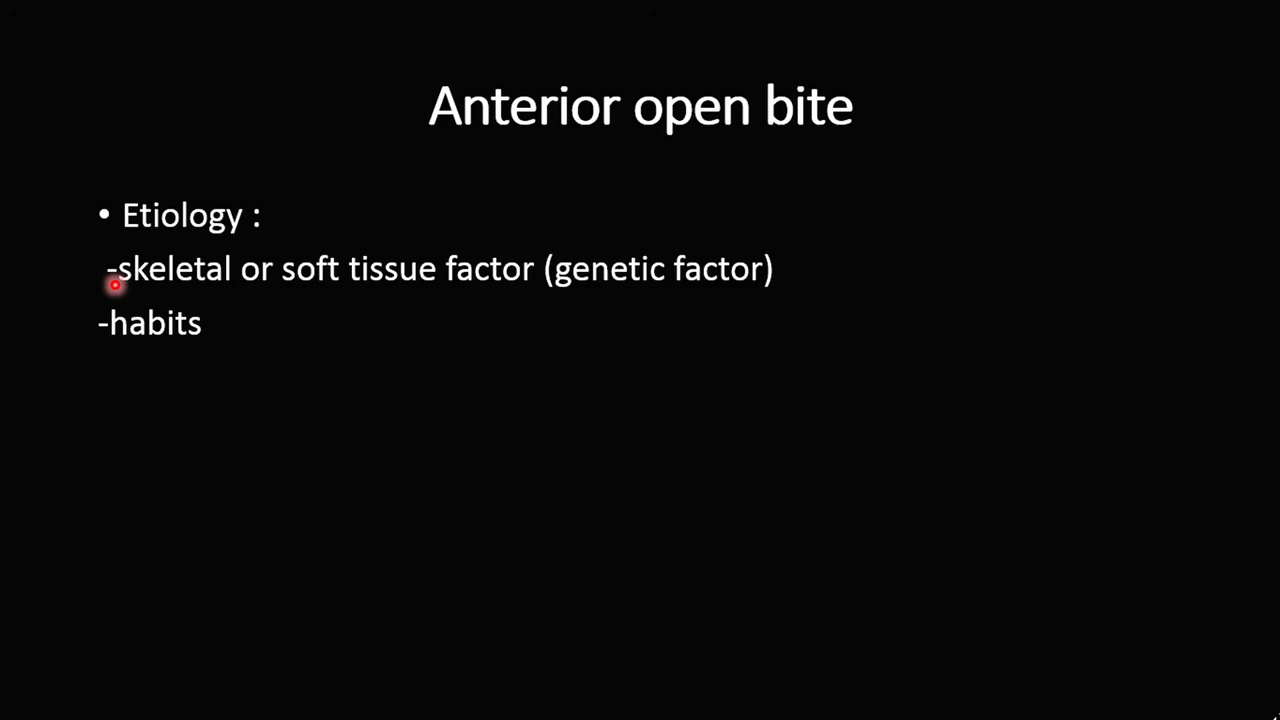 Anterior open bite
• Etiology :
-skeletal or soft tissue factor (genetic factor)
-habits